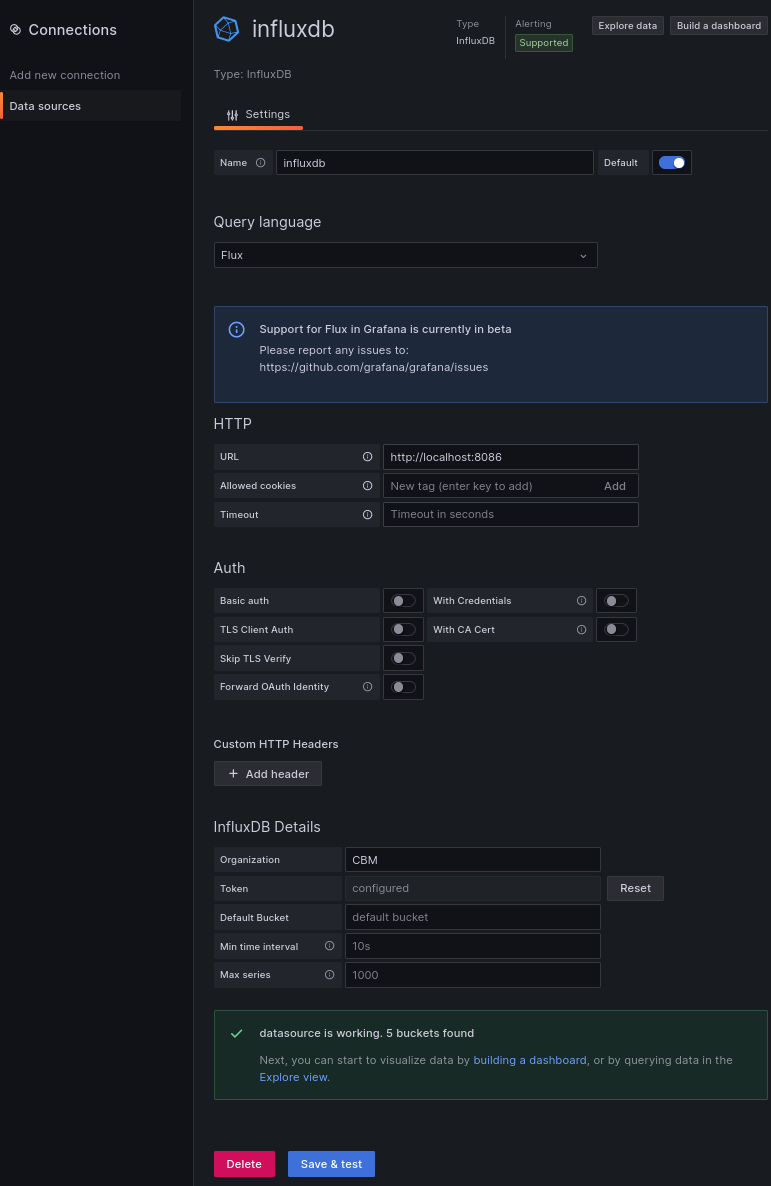 Connections
Add new connection
Data sources
influxdb
Type
InfluxDB
Alerting
Supported
Explore data
Build a dashboard
Type: InfluxDB
Settings
Name
influxdb
Default
Query language
Flux
Support for Flux in Grafana is currently in beta
Please report any issues to:
https://github.com/grafana/grafana/issues
HTTP
URL
http://localhost:8086
Allowed cookies
New tag (enter key to add)
Add
Timeout
Timeout in seconds
Auth
Basic auth
With Credentials
TLS Client Auth
With CA Cert
Skip TLS Verify
Forward OAuth Identity
Custom HTTP Headers
+ Add header
InfluxDB Details
Organization
CBM
Token
configured
Reset
Default Bucket
default bucket
Min time interval
10s
Max series
1000
datasource is working. 5 buckets found
Next, you can start to visualize data by building a dashboard, or by querying data in the
Explore view.
Delete
Save & test